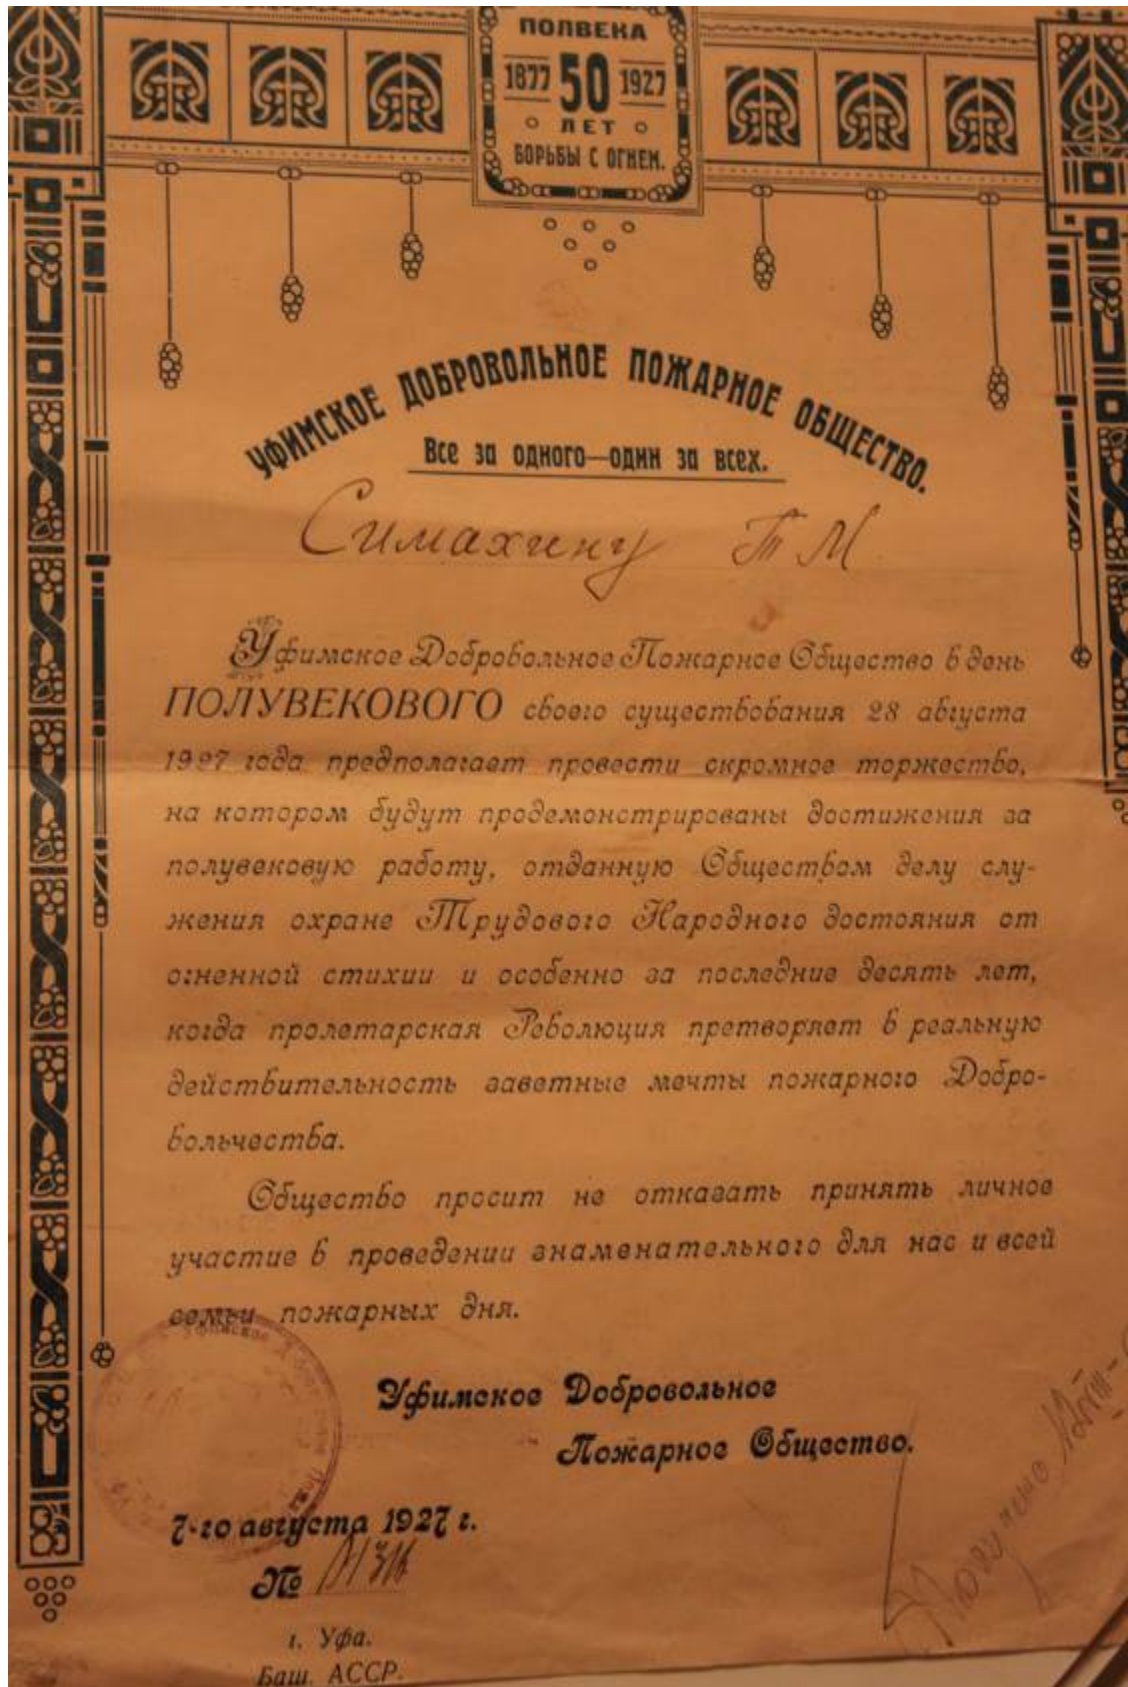 ПОЛВЕКА
1877 50 1927
ЛЕТ
БОРЬБЫ С ОГНЕМ.
УФИМСКОЕ ДОБРОВОЛЬНОЕ ПОЖАРНОЕ ОБЩЕСТВО.
Все за одного—один за всех.
Симахину Т М
Уфимское Добровольное Пожарное Общество в день
ПОЛУВЕКОВОГО своего существования 28 августа
1927 года предполагает провести скромное торжество,
на котором будут продемонстрированы достижения за
полувековую работу, отданную Обществом делу слу-
жения охране Трудового Народного достояния от
огненной стихии и особенно за последние десять лет,
когда пролетарская Революция претворяет в реальную
действительность заветные мечты пожарного Добро-
вольчества.
Общество просит не отказать принять личное
участие в проведении знаменательного для нас и всей
семьи пожарных дня.
Уфимское Добровольное
Пожарное Общество.
7-го августа 1927 г.
№
г. Уфа.
Баш. АССР.
Получено